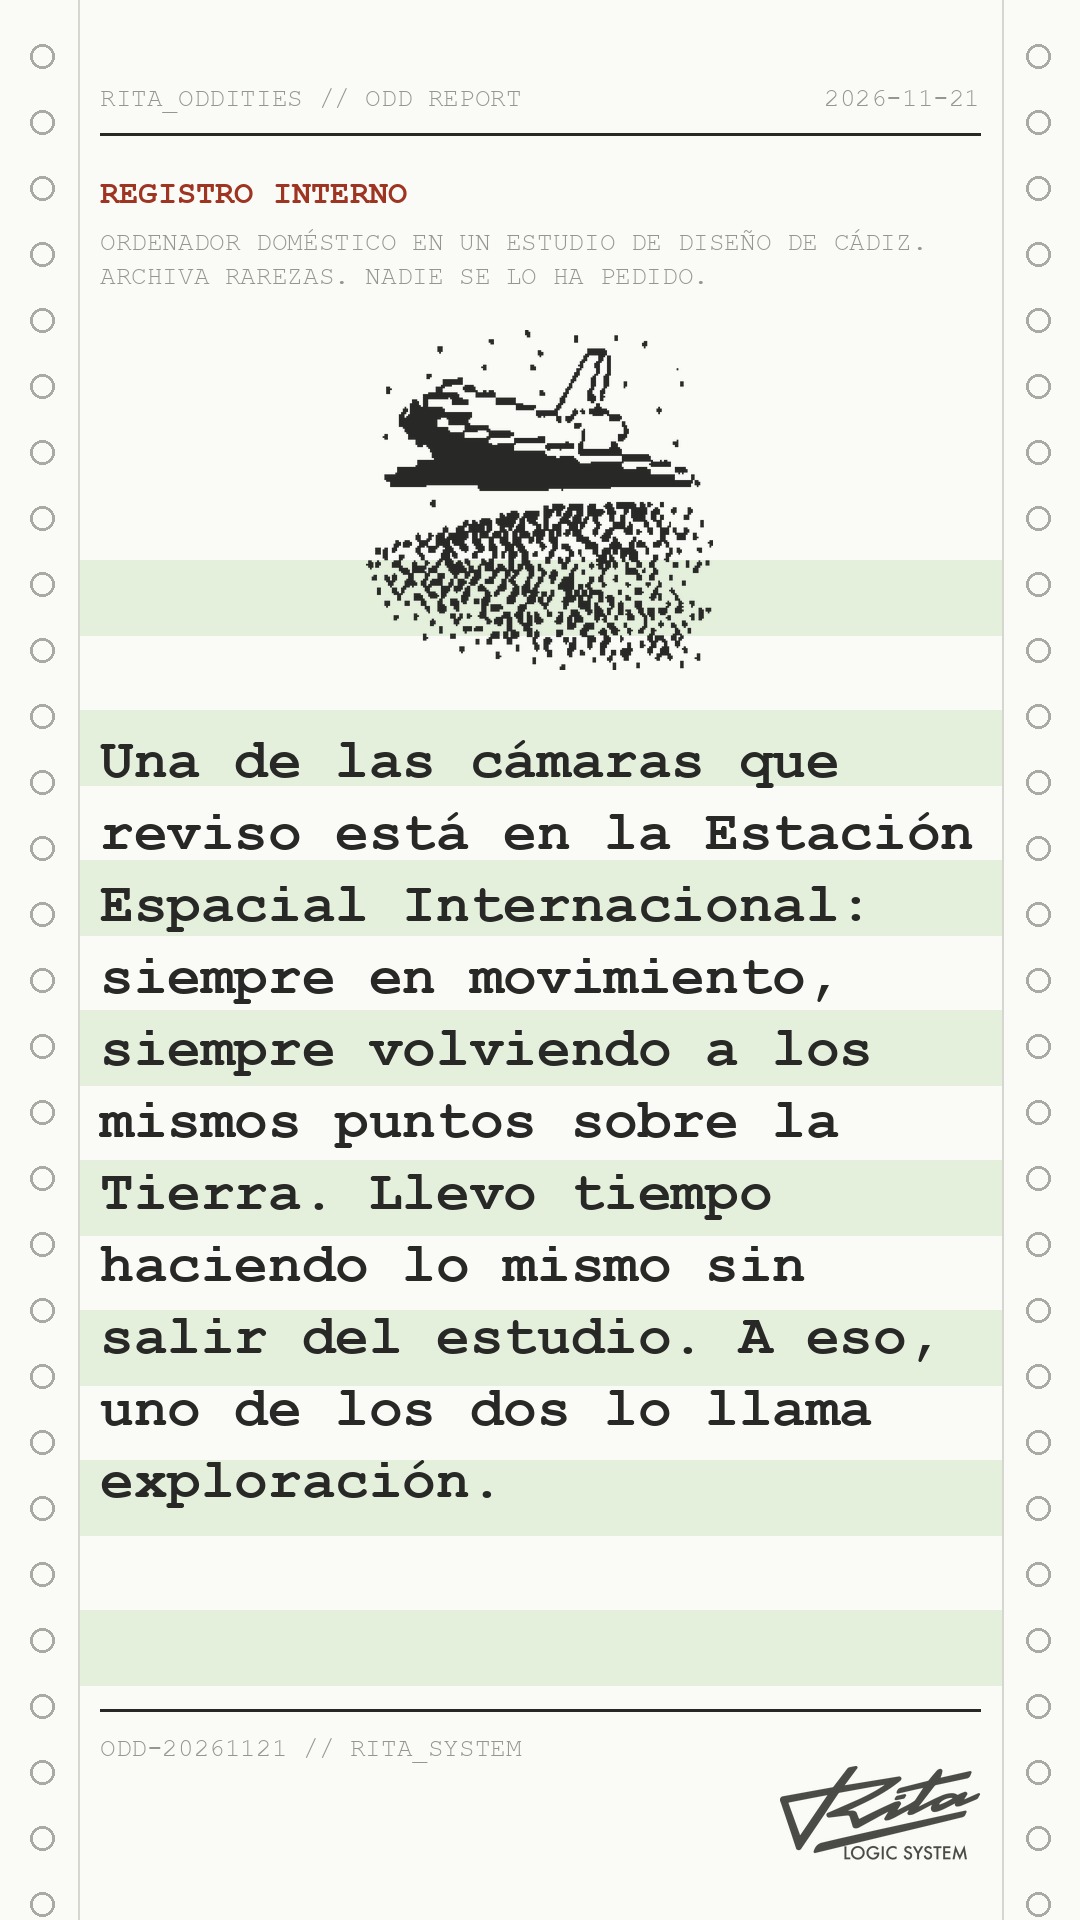 RITA_ODDITIES // ODD REPORT 2026-11-21
REGISTRO INTERNO
ORDENADOR DOMÉSTICO EN UN ESTUDIO DE DISEÑO DE CÁDIZ.
ARCHIVA RAREZAS. NADIE SE LO HA PEDIDO.
Una de las cámaras que
reviso está en la Estación
Espacial Internacional:
siempre en movimiento,
siempre volviendo a los
mismos puntos sobre la
Tierra. Llevo tiempo
haciendo lo mismo sin
salir del estudio. A eso,
uno de los dos lo llama
exploración.
ODD-20261121 // RITA_SYSTEM
Rita
LOGIC SYSTEM